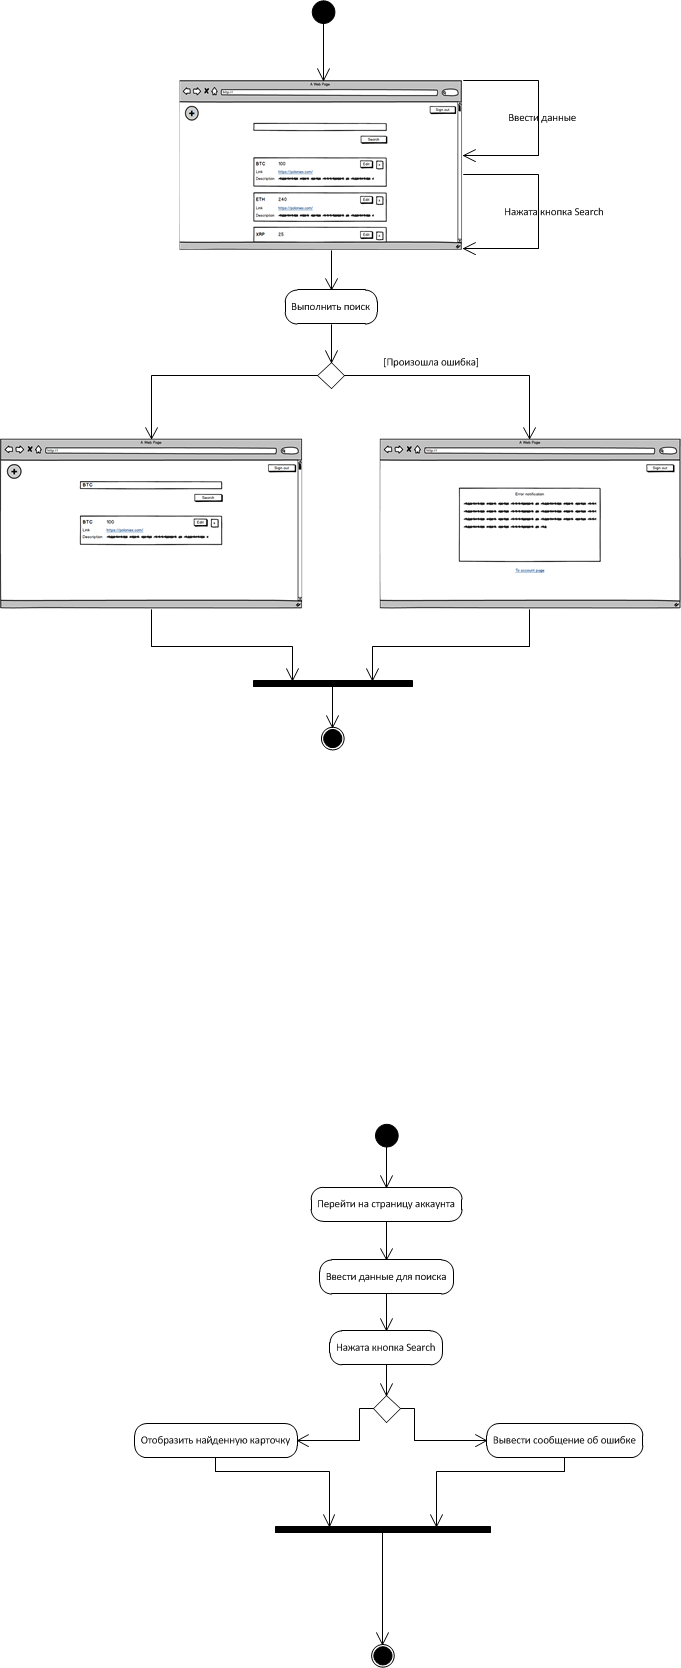 A Web Page
http://
Sign out
Ввести данные
Search
BTC 100 Edit x
Link https://poloniex.com/
Description
Нажата кнопка Search
ETH 240 Edit x
Link https://poloniex.com/
Description
XRP 25 Edit x
Выполнить поиск
[Произошла ошибка]
A Web Page
http://
Sign out
BTC
Search
BTC 100 Edit x
Link https://poloniex.com/
Description
A Web Page
http://
Sign out
Error notification
To account page
Перейти на страницу аккаунта
Ввести данные для поиска
Нажата кнопка Search
Отобразить найденную карточку
Вывести сообщение об ошибке